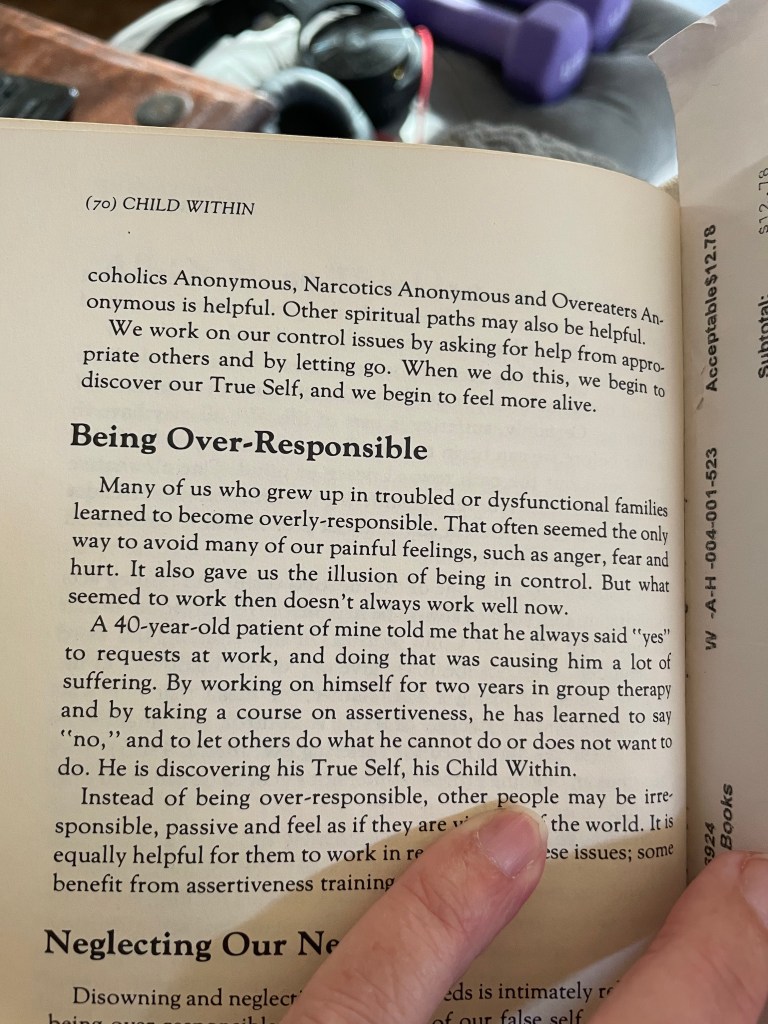 (70) CHILD WITHIN
coholics Anonymous, Narcotics Anonymous and Overeaters An-
onymous is helpful. Other spiritual paths may also be helpful.
We work on our control issues by asking for help from appro-
priate others and by letting go. When we do this, we begin to
discover our True Self, and we begin to feel more alive.
Being Over-Responsible
Many of us who grew up in troubled or dysfunctional families
learned to become overly-responsible. That often seemed the only
way to avoid many of our painful feelings, such as anger, fear and
hurt. It also gave us the illusion of being in control. But what
seemed to work then doesn't always work well now.
A 40-year-old patient of mine told me that he always said "yes"
to requests at work, and doing that was causing him a lot of
suffering. By working on himself for two years in group therapy
and by taking a course on assertiveness, he has learned to say
"no," and to let others do what he cannot do or does not want to
do. He is discovering his True Self, his Child Within.
Instead of being over-responsible, other people may be irre-
sponsible, passive and feel as if they are the world. It is
equally helpful for them to work in issues; some
benefit from assertiveness training
Neglecting Our
Disowning and is intimately
being of our false self
Acceptable $12.78
W -A-H -004-001-523
Books
Subtotal:
$12.78